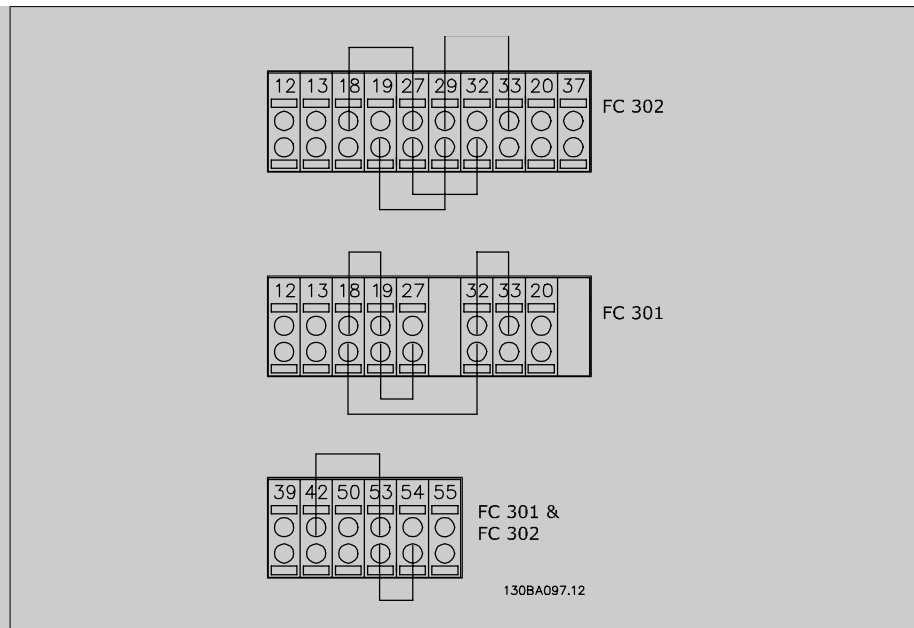 12 13 18 19 27 29 32 33 20 37
FC 302
12 13 18 19 27 32 33 20
FC 301
39 42 50 53 54 55
FC 301 &
FC 302
130BA097.12